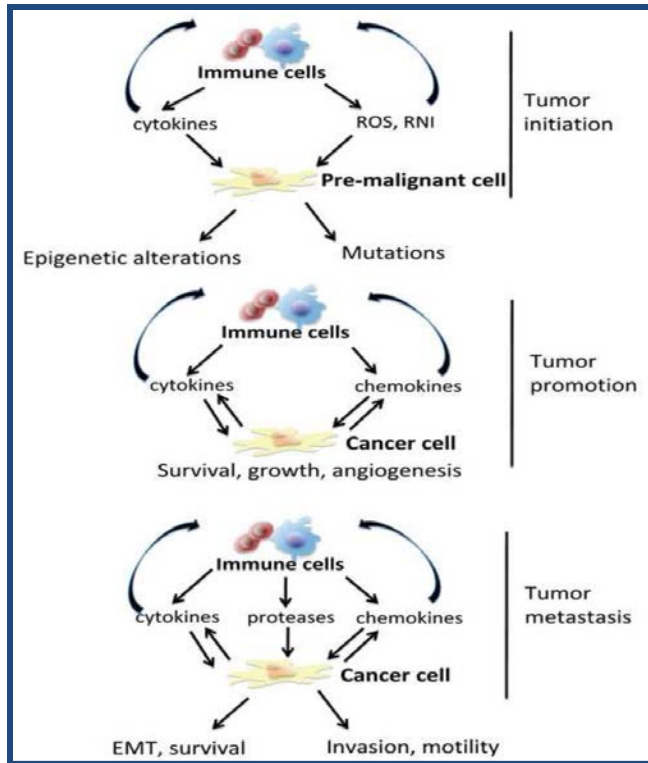 Immune cells
cytokines
ROS, RNI
Tumor
initiation
Pre-malignant cell
Epigenetic alterations
Mutations
Immune cells
cytokines
chemokines
Tumor
promotion
Cancer cell
Survival, growth, angiogenesis
Immune cells
cytokines
proteases
chemokines
Tumor
metastasis
Cancer cell
EMT, survival
Invasion, motility